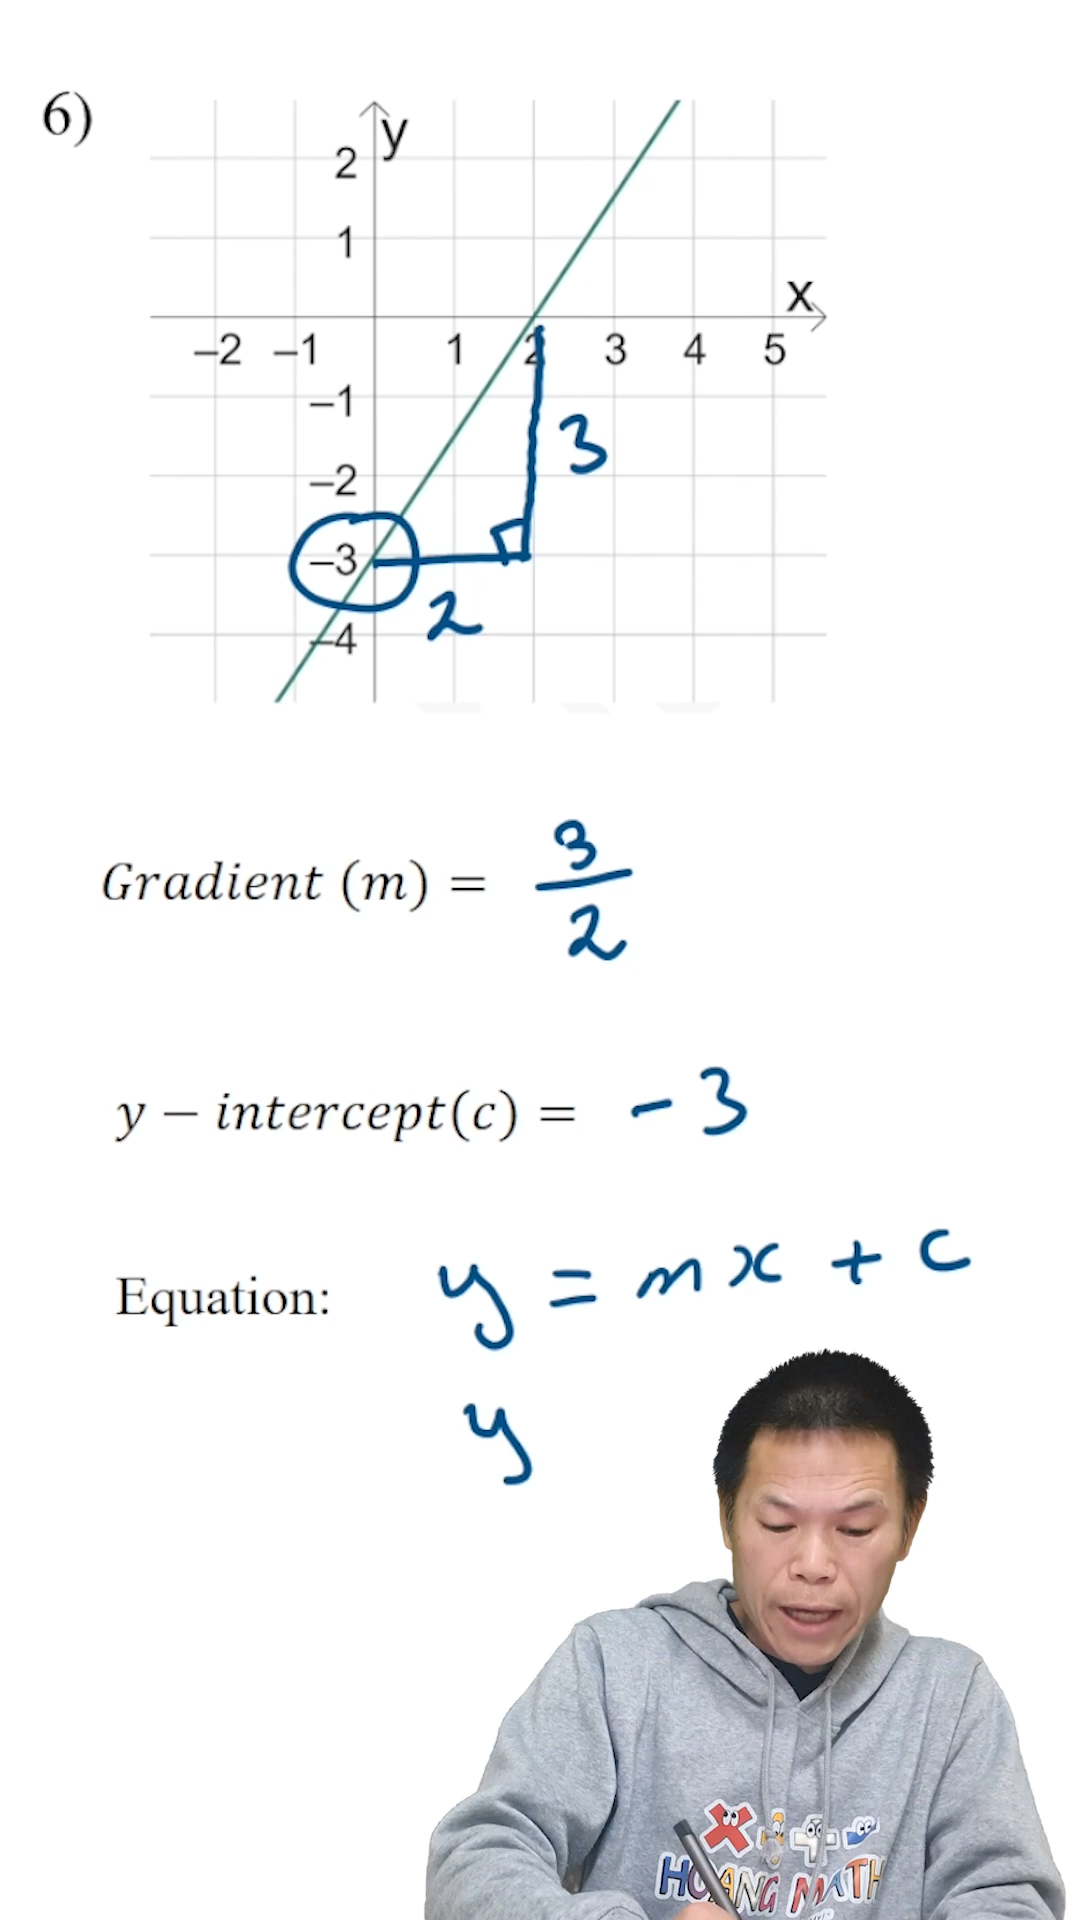 6)
y
2
1
x
–2 –1 1 2 3 4 5
–1
3
–2
–3
2
–4
Gradient (m) = 3/2
y – intercept(c) = -3
Equation: y = mx + c
y
HOANG MATH